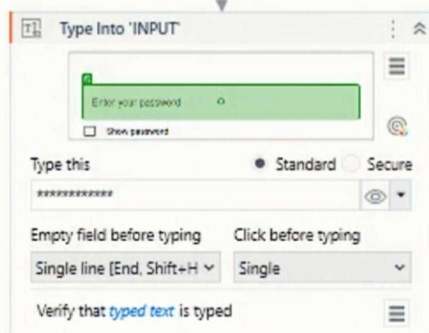 Type Into 'INPUT'
Enter your password
Show password
Type this
Standard
Secure
************
Empty field before typing
Click before typing
Single line [End, Shift+H
Single
Verify that typed text is typed